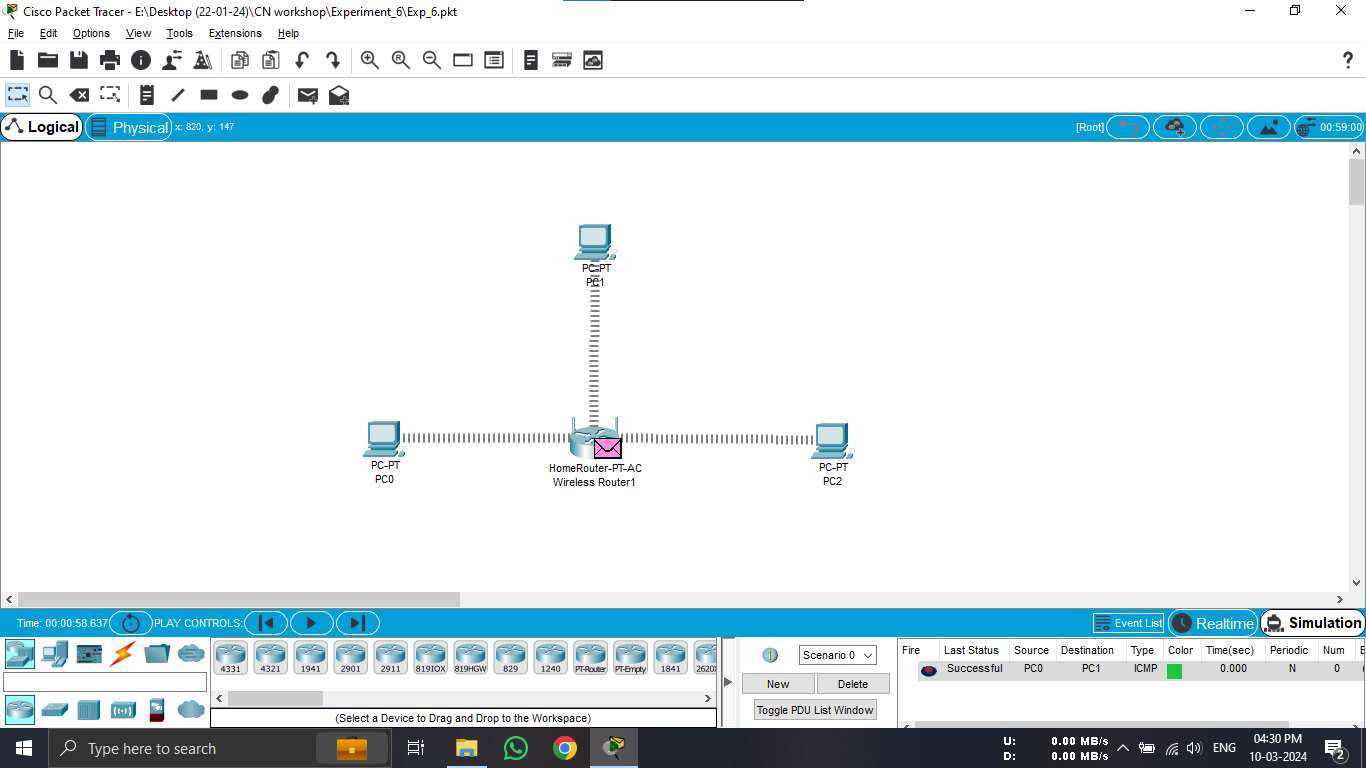 Cisco Packet Tracer - E:\Desktop (22-01-24)\CN workshop\Experiment_6\Exp_6.pkt
File Edit Options View Tools Extensions Help
?
Logical Physical x: 820, y: 147 [Root] 00:59:00
PC-PT
PC1
PC-PT
PC0
HomeRouter-PT-AC
Wireless Router1
PC-PT
PC2
Time: 00:00:58.637 PLAY CONTROLS: Event List Realtime Simulation
4331 4321 1941 2901 2911 819IOX 819HGW 829 1240 PT-Router PT-Empty 1841 2620X
(Select a Device to Drag and Drop to the Workspace)
Scenario 0
New Delete
Toggle PDU List Window
Fire Last Status Source Destination Type Color Time(sec) Periodic Num E
Successful PC0 PC1 ICMP 0.000 N 0
Type here to search
U: 0.00 MB/s
D: 0.00 MB/s
ENG
04:30 PM
10-03-2024
2